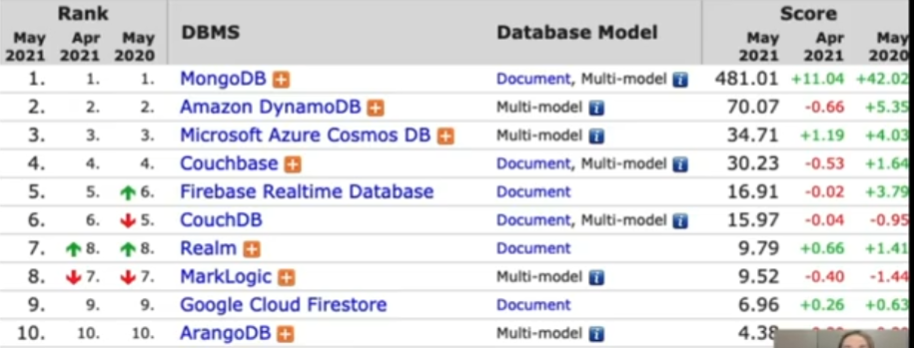 Rank Score
May 2021 Apr 2021 May 2020 DBMS Database Model May 2021 Apr 2021 May 2020
1. 1. 1. MongoDB Document, Multi-model 481.01 +11.04 +42.02
2. 2. 2. Amazon DynamoDB Multi-model 70.07 -0.66 +5.35
3. 3. 3. Microsoft Azure Cosmos DB Multi-model 34.71 +1.19 +4.03
4. 4. 4. Couchbase Document, Multi-model 30.23 -0.53 +1.64
5. 5. 6. Firebase Realtime Database Document 16.91 -0.02 +3.79
6. 6. 5. CouchDB Document, Multi-model 15.97 -0.04 -0.95
7. 8. 8. Realm Document 9.79 +0.66 +1.41
8. 7. 7. MarkLogic Multi-model 9.52 -0.40 -1.44
9. 9. 9. Google Cloud Firestore Document 6.96 +0.26 +0.63
10. 10. 10. ArangoDB Multi-model 4.38